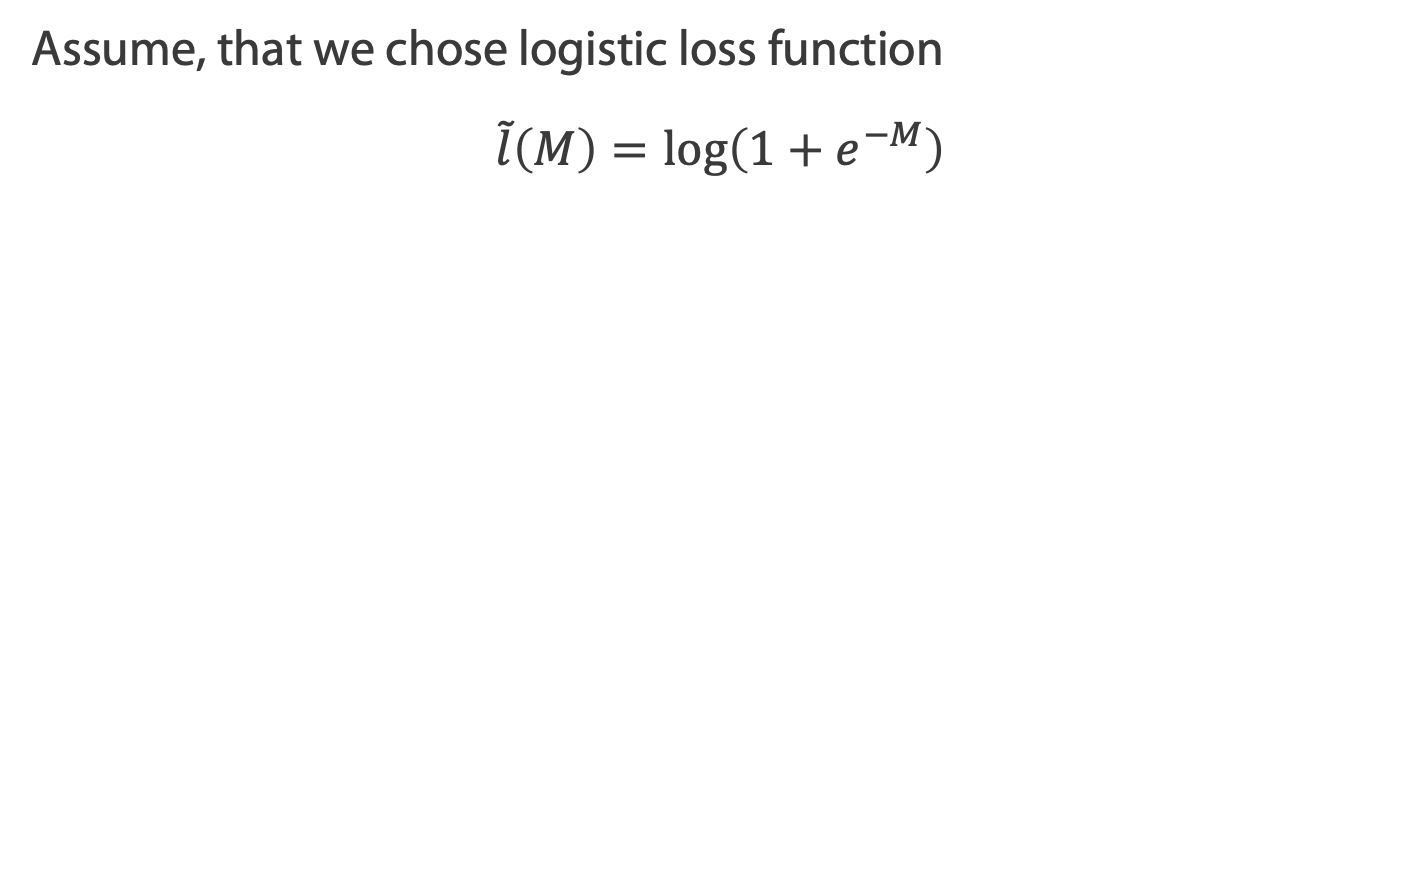 Assume, that we chose logistic loss function
l̃(M) = log(1 + e^{−M})